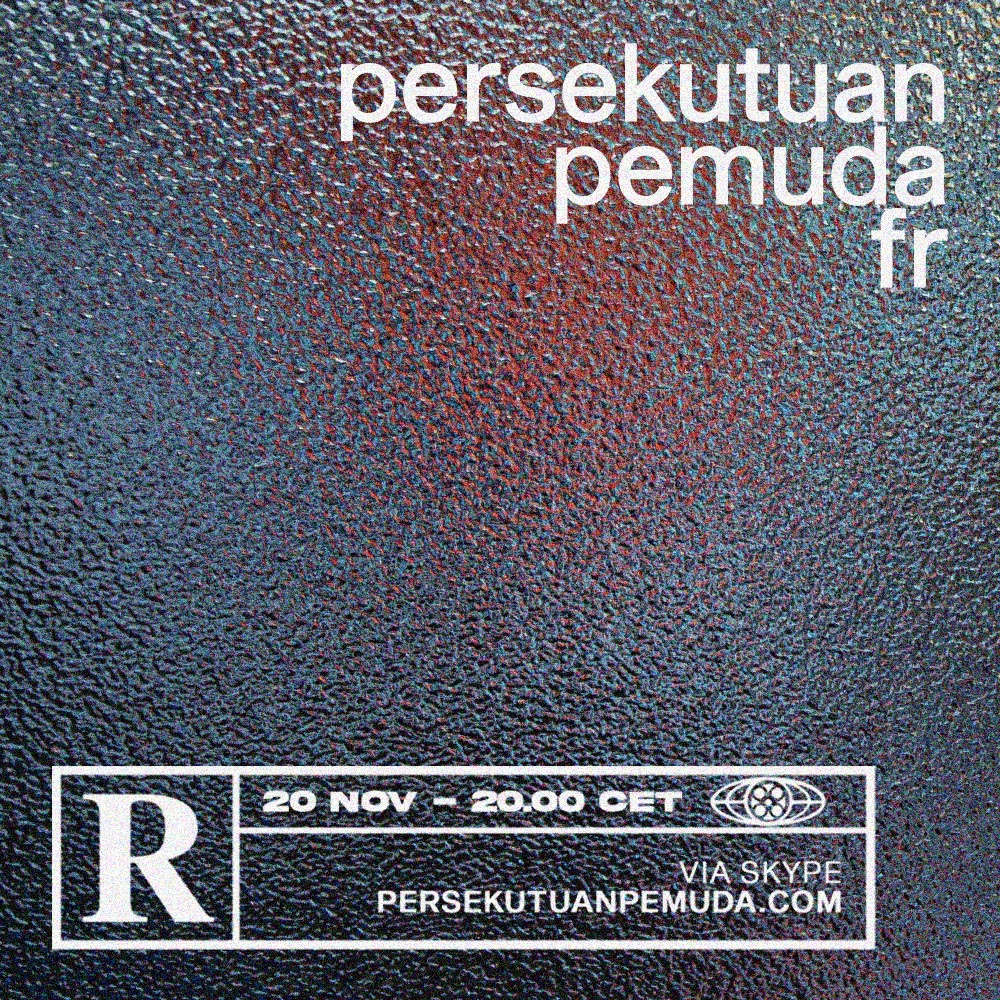 persekutuan
pemuda
fr
R
20 NOV – 20.00 CET
VIA SKYPE
PERSEKUTUANPEMUDA.COM